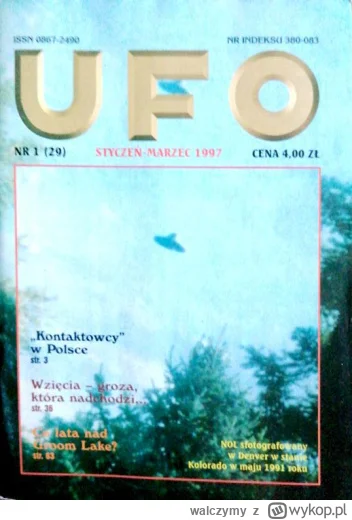 ISSN 0867-2490
NR INDEKSU 380-083
UFO
NR 1 (29)
STYCZEŃ-MARZEC 1997
CENA 4,00 ZŁ
„Kontaktowcy”
w Polsce
str. 3
Wzięcia – groza,
która nadchodzi...
str. 36
Co lata nad
Groom Lake?
str. 63
NOL sfotografowany
w Denver w stanie
Kolorado w maju 1991 roku
walczymy z wykop.pl